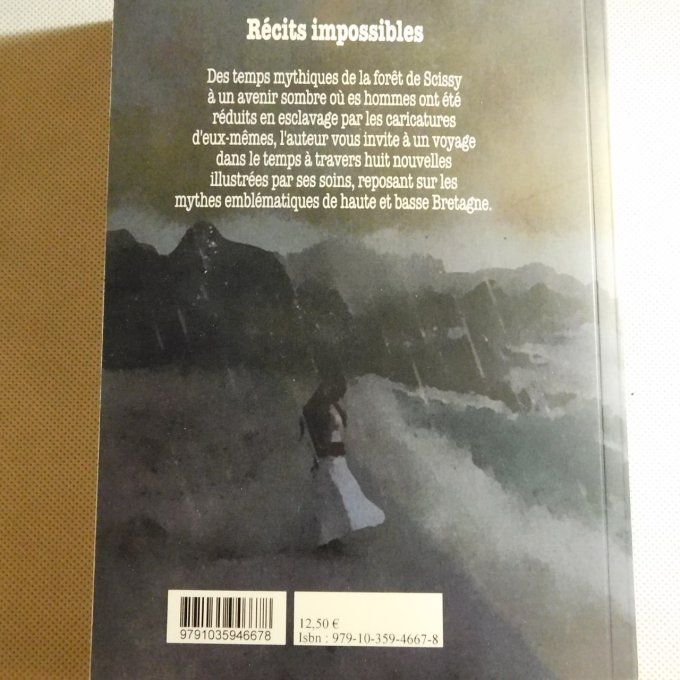 Récits impossibles
Des temps mythiques de la forêt de Scissy
à un avenir sombre où es hommes ont été
réduits en esclavage par les caricatures
d'eux-mêmes, l'auteur vous invite à un voyage
dans le temps à travers huit nouvelles
illustrées par ses soins, reposant sur les
mythes emblématiques de haute et basse Bretagne.
9791035946678
12,50 €
Isbn : 979-10-359-4667-8